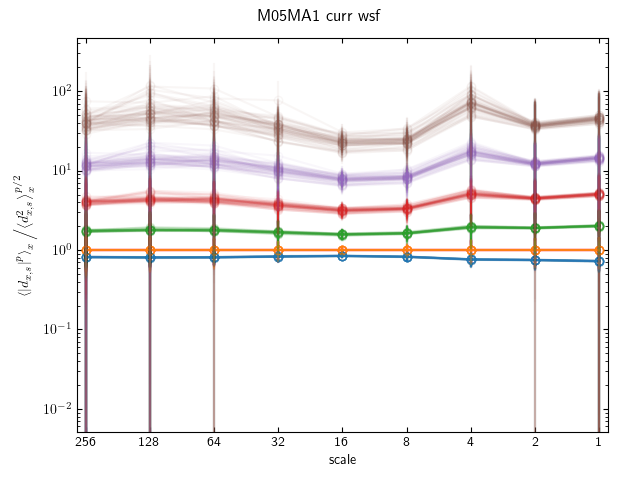 M05MA1 curr wsf
⟨|d_{x,s}|^p⟩_x / ⟨d^2_{x,s}⟩_x^{p/2}
10^2
10^1
10^0
10^{-1}
10^{-2}
256 128 64 32 16 8 4 2 1
scale